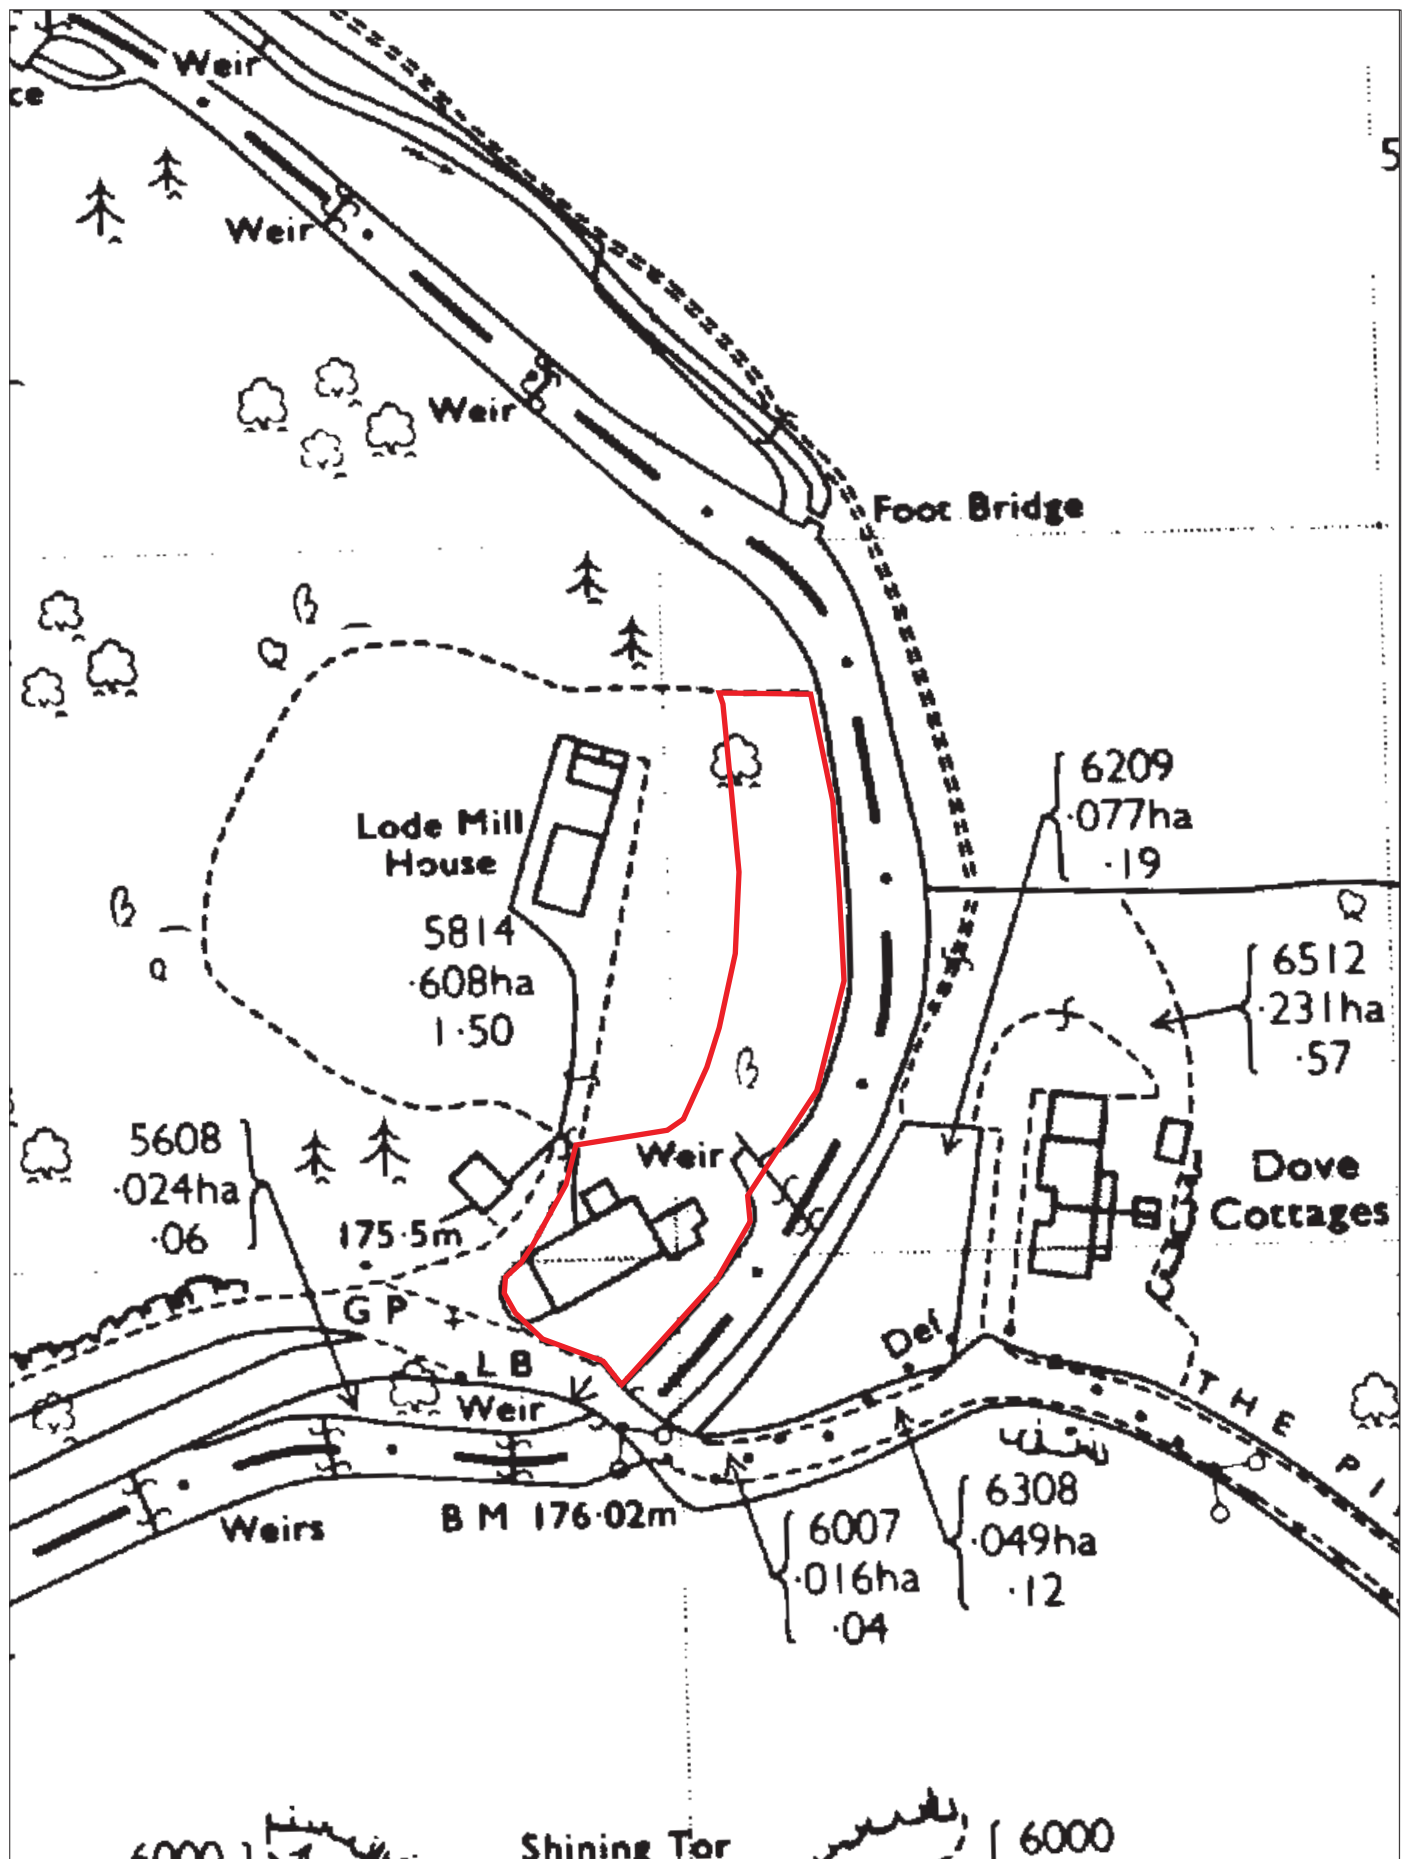 Weir
ce
5
Weir
Weir
Foot Bridge
6209
·077ha
·19
Lode Mill
House
5814
·608ha
1·50
6512
·231ha
·57
5608
·024ha
·06
Weir
Dove
Cottages
175·5m
G P
Def
L B
Weir
THE PI
Weirs
B M 176·02m
6308
·049ha
·12
6007
·016ha
·04
6000
Shining Tor
6000